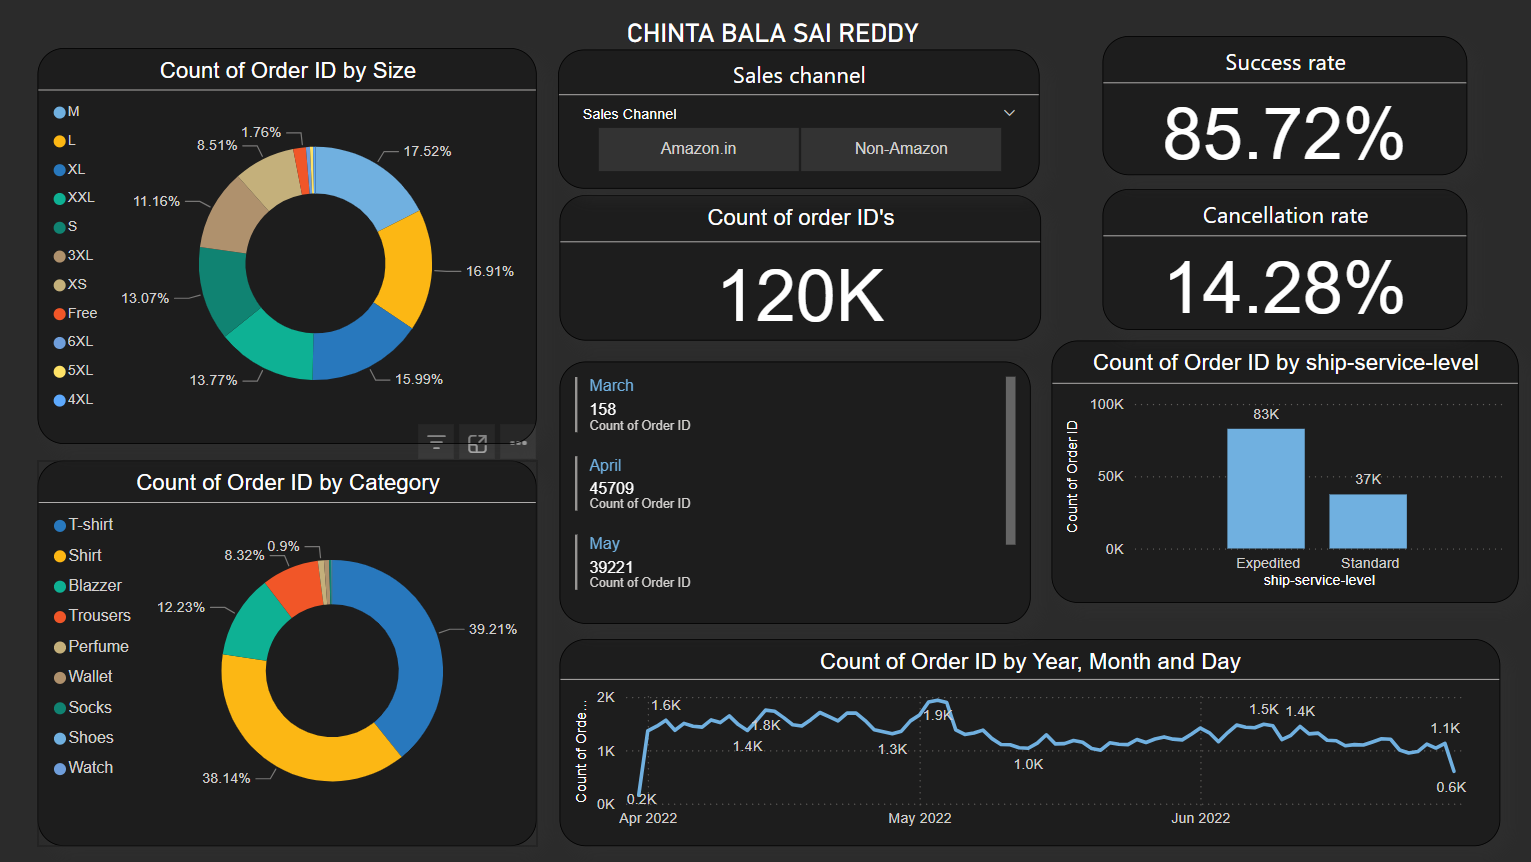 CHINTA BALA SAI REDDY
Count of Order ID by Size
M
L
XL
XXL
S
3XL
XS
Free
6XL
5XL
4XL
17.52%
16.91%
15.99%
13.77%
13.07%
11.16%
8.51%
1.76%
Sales channel
Sales Channel
Amazon.in
Non-Amazon
Success rate
85.72%
Count of order ID's
120K
Cancellation rate
14.28%
March
158
Count of Order ID
April
45709
Count of Order ID
May
39221
Count of Order ID
Count of Order ID by ship-service-level
Count of Order ID
100K
50K
0K
83K
37K
Expedited
Standard
ship-service-level
Count of Order ID by Category
T-shirt
Shirt
Blazzer
Trousers
Perfume
Wallet
Socks
Shoes
Watch
39.21%
38.14%
12.23%
8.32%
0.9%
Count of Order ID by Year, Month and Day
Count of Orde...
2K
1K
0K
0.2K
1.6K
1.4K
1.8K
1.3K
1.9K
1.0K
1.5K
1.4K
1.1K
0.6K
Apr 2022
May 2022
Jun 2022